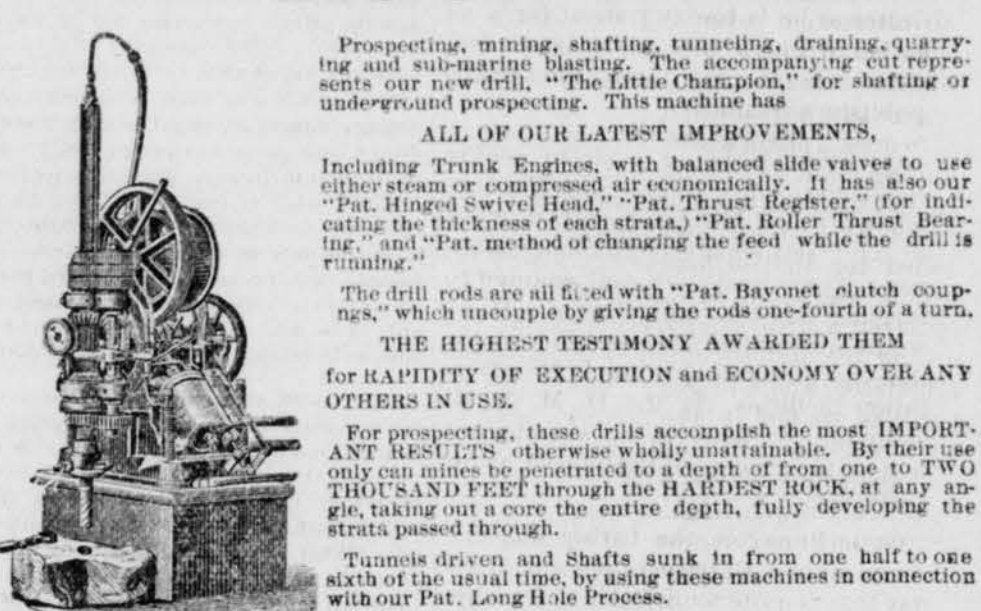 Prospecting, mining, shafting, tunneling, draining, quarry-
ing and sub-marine blasting. The accompanying cut repre-
sents our new drill, "The Little Champion," for shafting or
underground prospecting. This machine has
ALL OF OUR LATEST IMPROVEMENTS,
Including Trunk Engines, with balanced slide valves to use
either steam or compressed air economically. It has also our
"Pat. Hinged Swivel Head," "Pat. Thrust Register," (for indi-
cating the thickness of each strata,) "Pat. Roller Thrust Bear-
ing," and "Pat. method of changing the feed while the drill is
running."
The drill rods are all fitted with "Pat. Bayonet clutch coup-
ngs," which uncouple by giving the rods one-fourth of a turn.
THE HIGHEST TESTIMONY AWARDED THEM
for RAPIDITY OF EXECUTION and ECONOMY OVER ANY
OTHERS IN USE.
For prospecting, these drills accomplish the most IMPORT-
ANT RESULTS otherwise wholly unattainable. By their use
only can mines be penetrated to a depth of from one to TWO
THOUSAND FEET through the HARDEST ROCK, at any an-
gle, taking out a core the entire depth, fully developing the
strata passed through.
Tunnels driven and Shafts sunk in from one half to one
sixth of the usual time, by using these machines in connection
with our Pat. Long Hole Process.